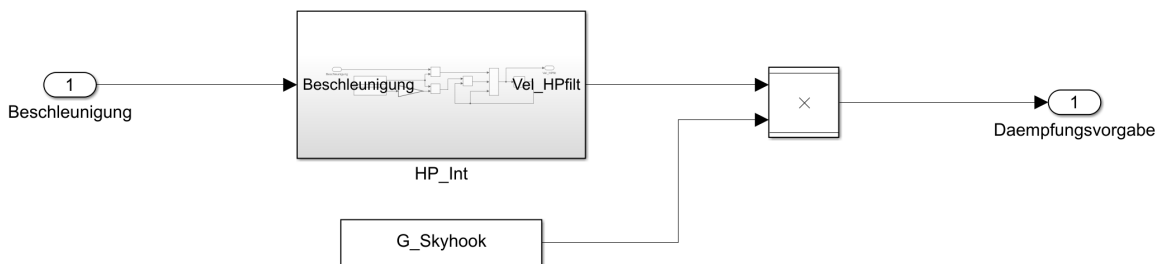 1
Beschleunigung
Beschleunigung
Vel_HPfilt
HP_Int
G_Skyhook
×
1
Daempfungsvorgabe